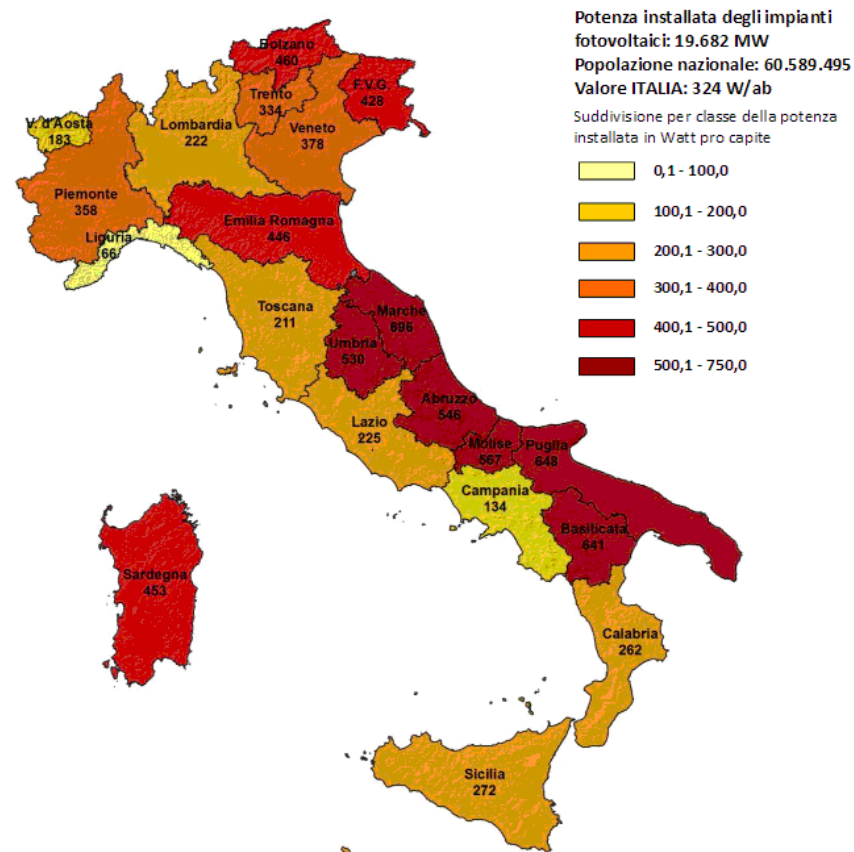 Potenza installata degli impianti
fotovoltaici: 19.682 MW
Popolazione nazionale: 60.589.495
Valore ITALIA: 324 W/ab
Suddivisione per classe della potenza
installata in Watt pro capite
0,1 - 100,0
100,1 - 200,0
200,1 - 300,0
300,1 - 400,0
400,1 - 500,0
500,1 - 750,0
Bolzano
460
Trento
334
F.V.G.
428
V. d'Aosta
183
Lombardia
222
Veneto
378
Piemonte
358
Liguria
66
Emilia Romagna
446
Toscana
211
Marche
696
Umbria
530
Lazio
225
Abruzzo
546
Molise
567
Puglia
648
Campania
134
Basilicata
641
Sardegna
453
Calabria
262
Sicilia
272